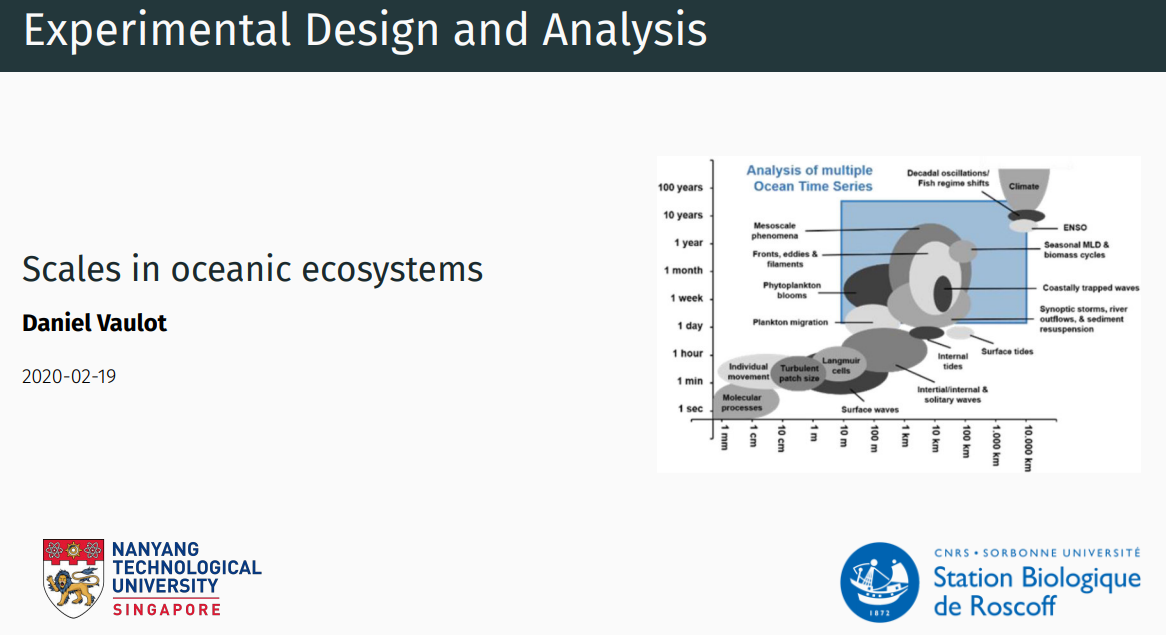 Experimental Design and Analysis
Scales in oceanic ecosystems
Daniel Vaulot
2020-02-19
Analysis of multiple
Ocean Time Series
100 years
10 years
1 year
1 month
1 week
1 day
1 hour
1 min
1 sec
Mesoscale
phenomena
Fronts, eddies &
filaments
Phytoplankton
blooms
Plankton migration
Individual
movement
Turbulent
patch size
Langmuir
cells
Molecular
processes
Surface waves
Decadal oscillations/
Fish regime shifts
Climate
ENSO
Seasonal MLD &
biomass cycles
Coastally trapped waves
Synoptic storms, river
outflows, & sediment
resuspension
Surface tides
Internal
tides
Intertial/internal &
solitary waves
1 mm
1 cm
10 cm
1 m
10 m
100 m
1 km
10 km
100 km
1,000 km
10,000 km
NANYANG
TECHNOLOGICAL
UNIVERSITY
SINGAPORE
1872
CNRS • SORBONNE UNIVERSITÉ
Station Biologique
de Roscoff